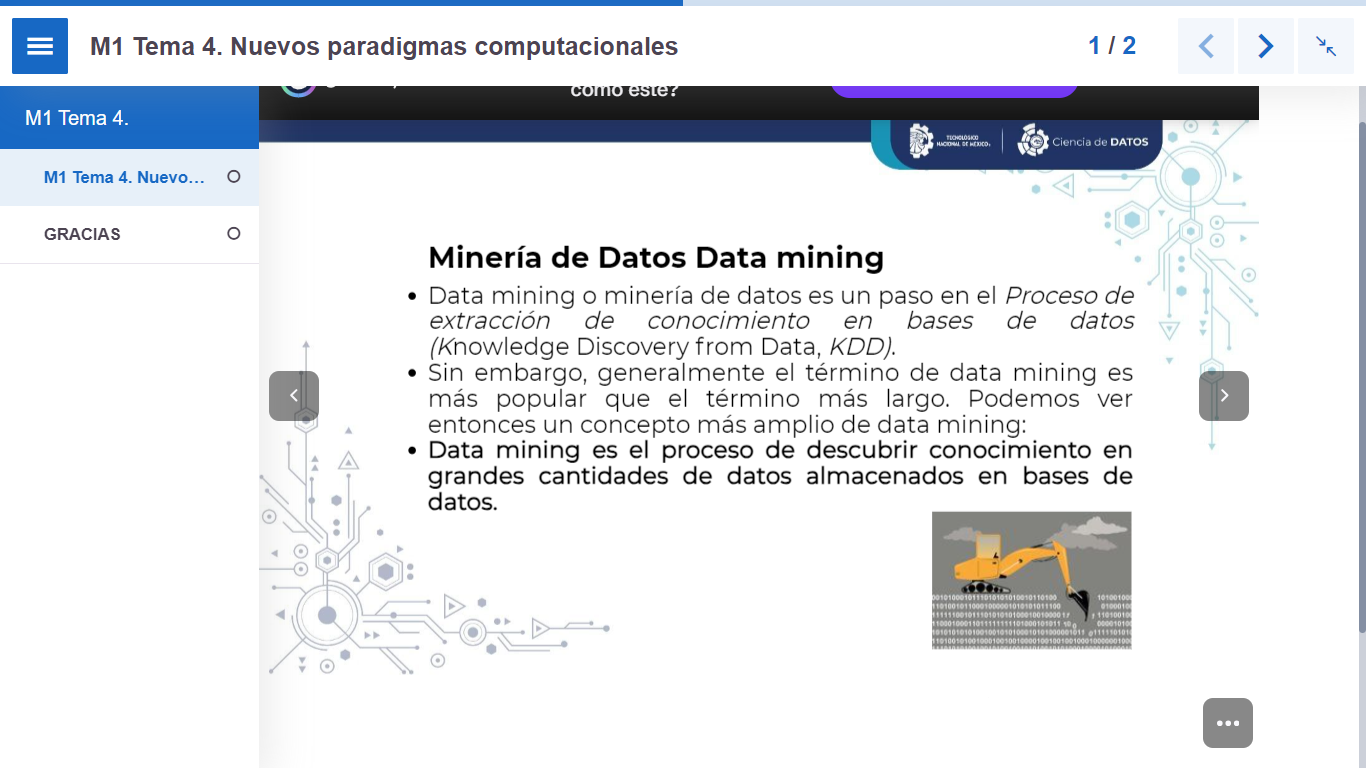 M1 Tema 4. Nuevos paradigmas computacionales
1 / 2
M1 Tema 4.
M1 Tema 4. Nuevo...
GRACIAS
como este?
TECNOLÓGICO
NACIONAL DE MÉXICO
Ciencia de DATOS
Minería de Datos Data mining
• Data mining o minería de datos es un paso en el Proceso de
extracción de conocimiento en bases de datos
(Knowledge Discovery from Data, KDD).
• Sin embargo, generalmente el término de data mining es
más popular que el término más largo. Podemos ver
entonces un concepto más amplio de data mining:
• Data mining es el proceso de descubrir conocimiento en
grandes cantidades de datos almacenados en bases de
datos.